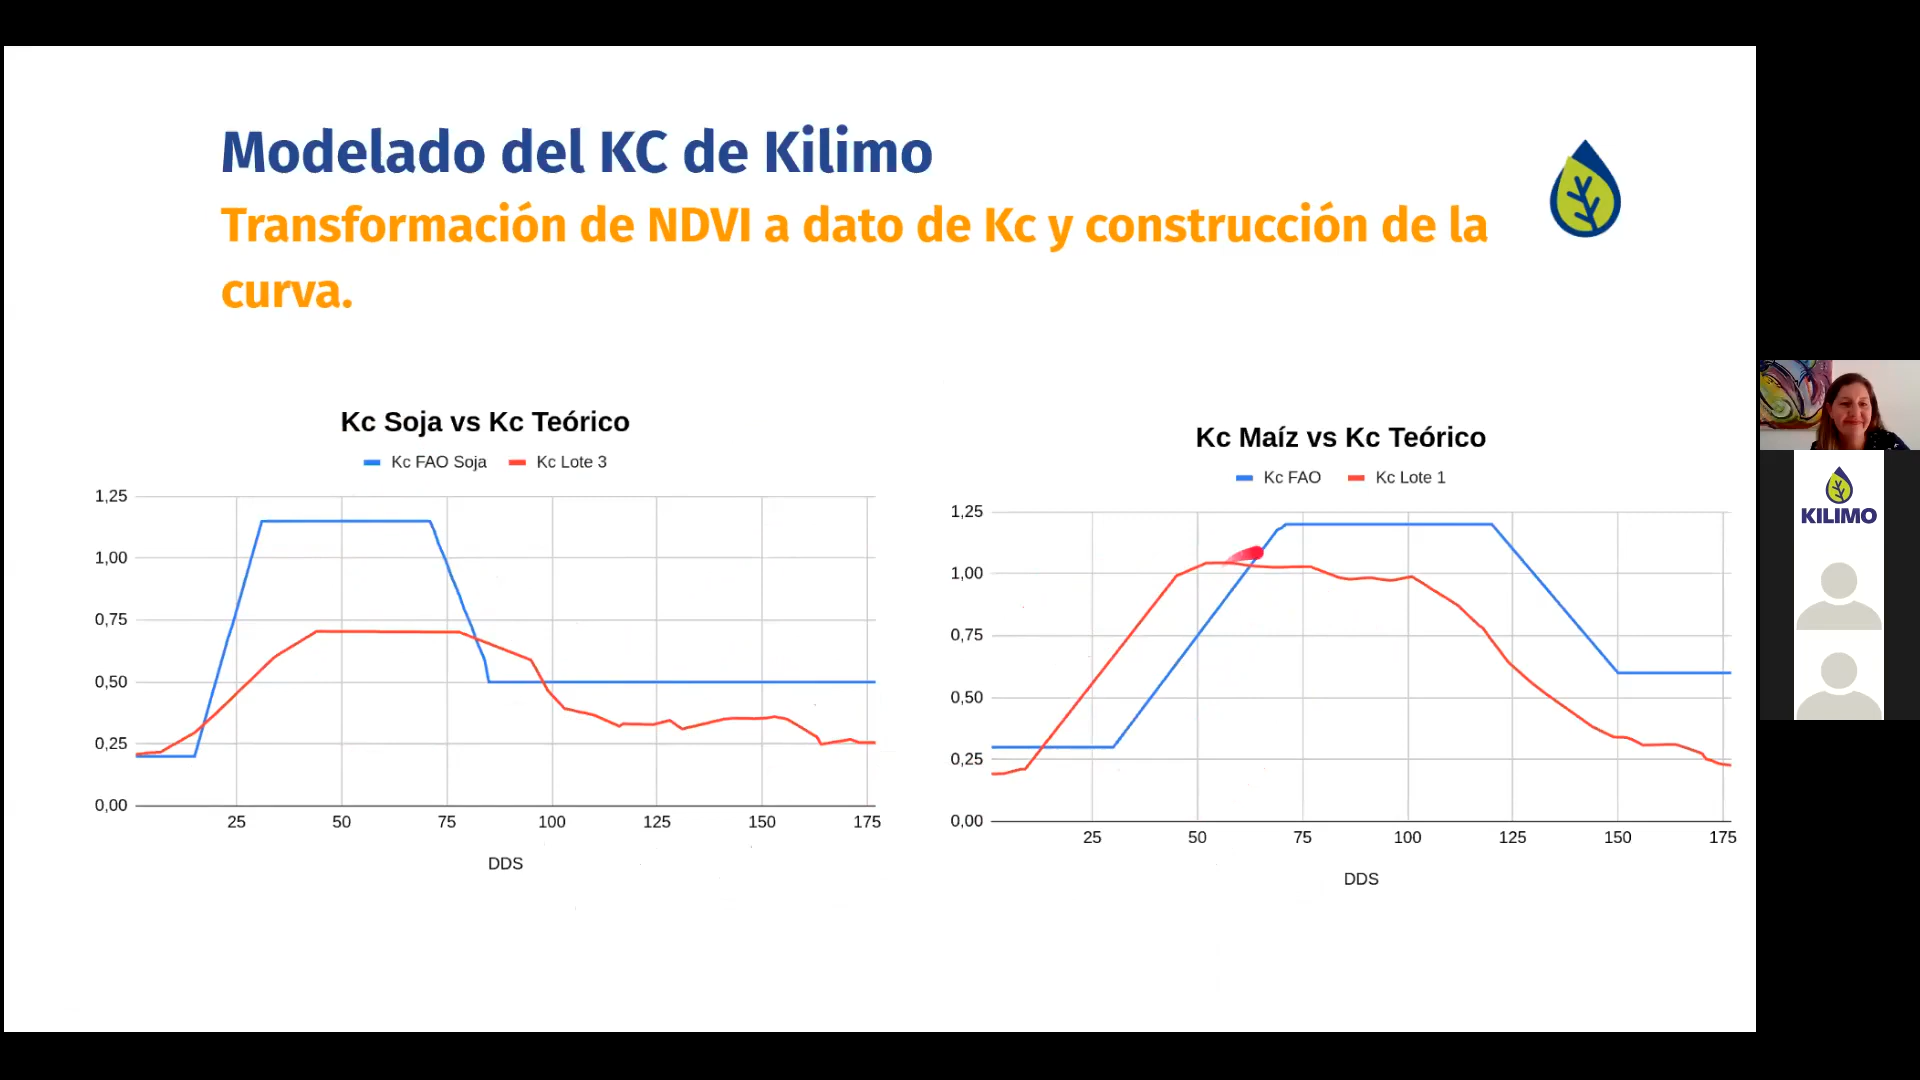 Modelado del KC de Kilimo
Transformación de NDVI a dato de Kc y construcción de la
curva.
Kc Soja vs Kc Teórico
Kc FAO Soja Kc Lote 3
1,25
1,00
0,75
0,50
0,25
0,00
25 50 75 100 125 150 175
DDS
Kc Maíz vs Kc Teórico
Kc FAO Kc Lote 1
1,25
1,00
0,75
0,50
0,25
0,00
25 50 75 100 125 150 175
DDS
KILIMO